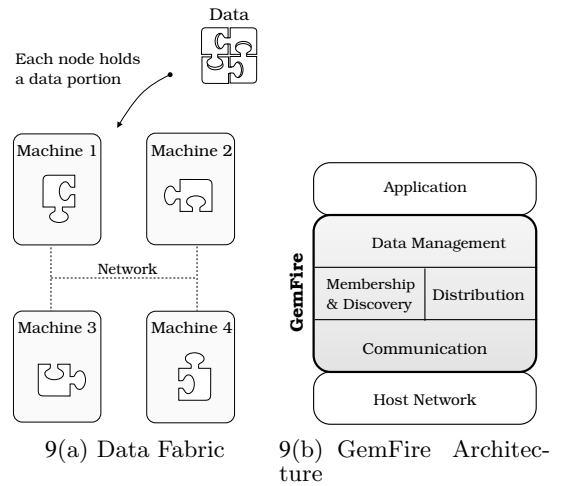 Data
Each node holds
a data portion
Machine 1
Machine 2
Network
Machine 3
Machine 4
9(a) Data Fabric
Application
GemFire
Data Management
Membership
& Discovery
Distribution
Communication
Host Network
9(b) GemFire Architec-
ture